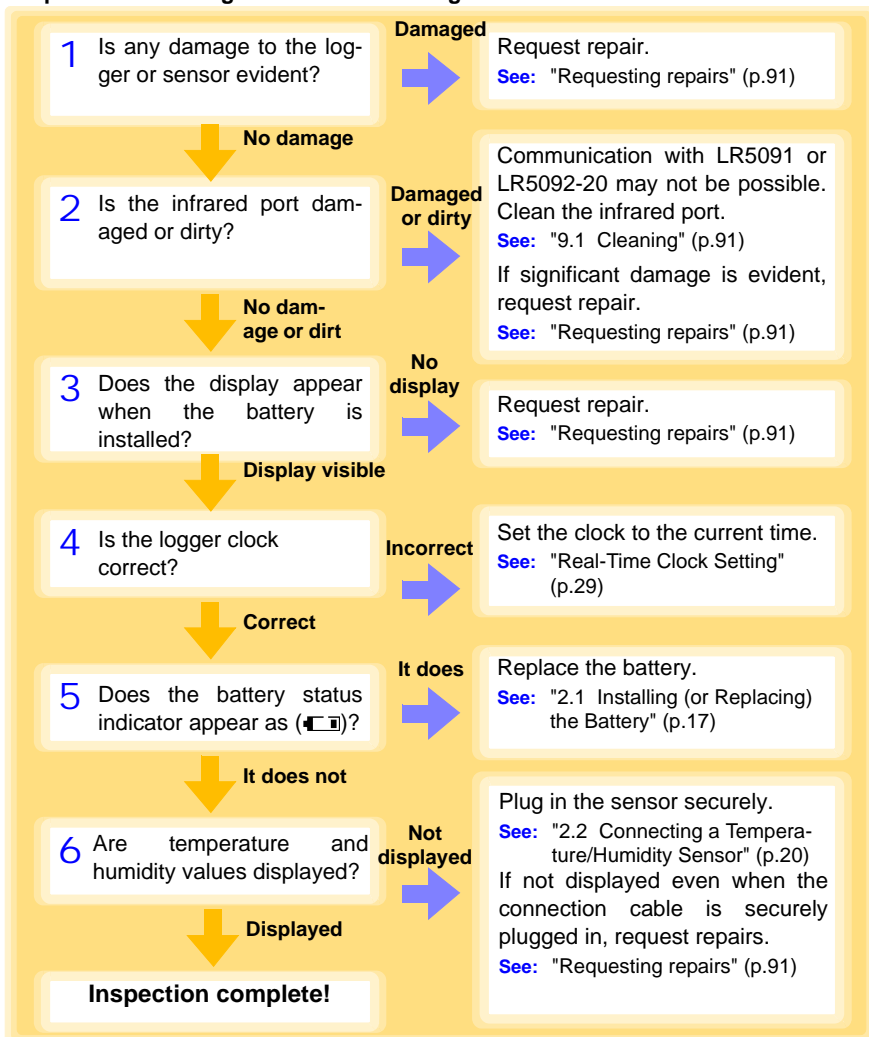 Damaged
1 Is any damage to the log-
ger or sensor evident?
Request repair.
See: "Requesting repairs" (p.91)
No damage
2 Is the infrared port dam-
aged or dirty?
Damaged
or dirty
Communication with LR5091 or
LR5092-20 may not be possible.
Clean the infrared port.
See: "9.1 Cleaning" (p.91)
If significant damage is evident,
request repair.
See: "Requesting repairs" (p.91)
No dam-
age or dirt
3 Does the display appear
when the battery is
installed?
No
display
Request repair.
See: "Requesting repairs" (p.91)
Display visible
4 Is the logger clock
correct?
Incorrect
Set the clock to the current time.
See: "Real-Time Clock Setting"
(p.29)
Correct
5 Does the battery status
indicator appear as ( )?
It does
Replace the battery.
See: "2.1 Installing (or Replacing)
the Battery" (p.17)
It does not
6 Are temperature and
humidity values displayed?
Not
displayed
Plug in the sensor securely.
See: "2.2 Connecting a Tempera-
ture/Humidity Sensor" (p.20)
If not displayed even when the
connection cable is securely
plugged in, request repairs.
See: "Requesting repairs" (p.91)
Displayed
Inspection complete!